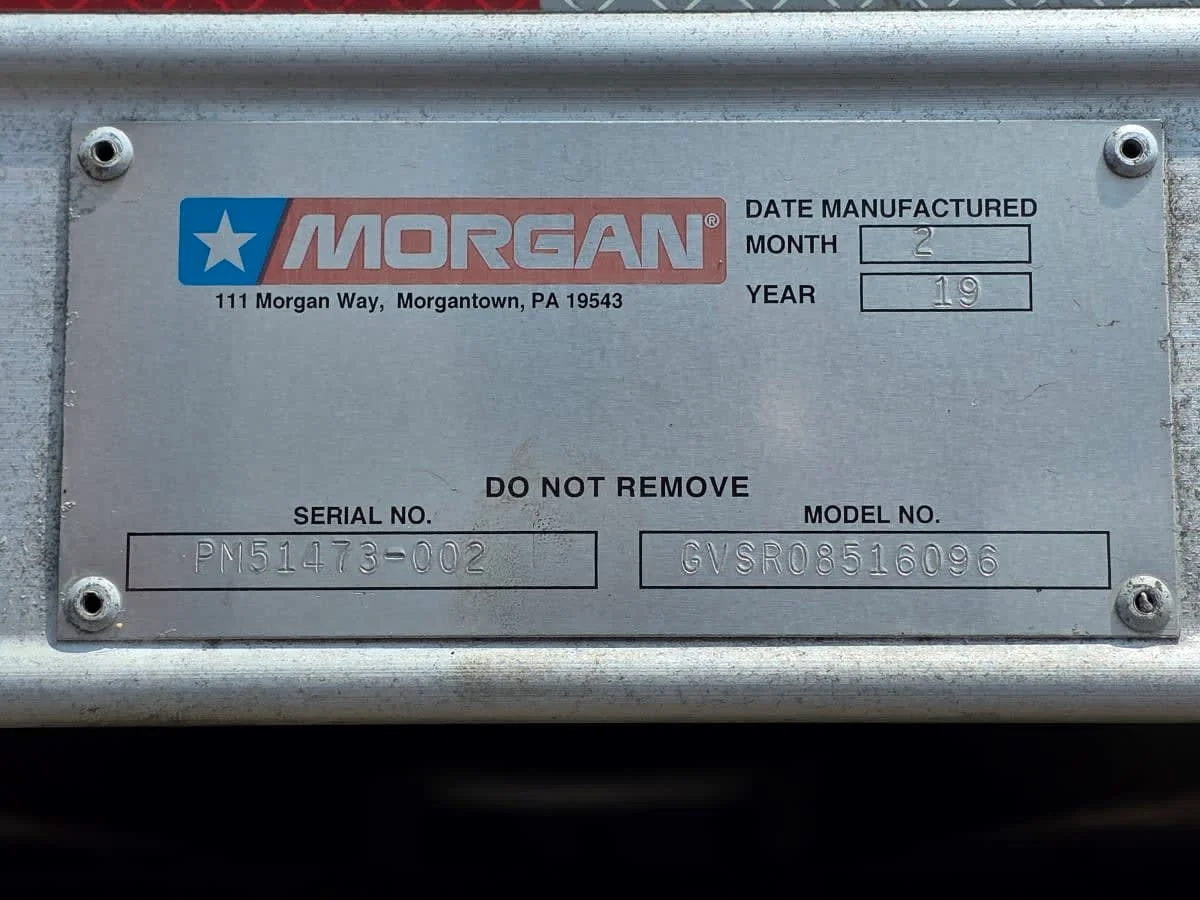 MORGAN®
111 Morgan Way, Morgantown, PA 19543
DATE MANUFACTURED
MONTH 2
YEAR 19
DO NOT REMOVE
SERIAL NO.
PM51473-002
MODEL NO.
GVSR08516096